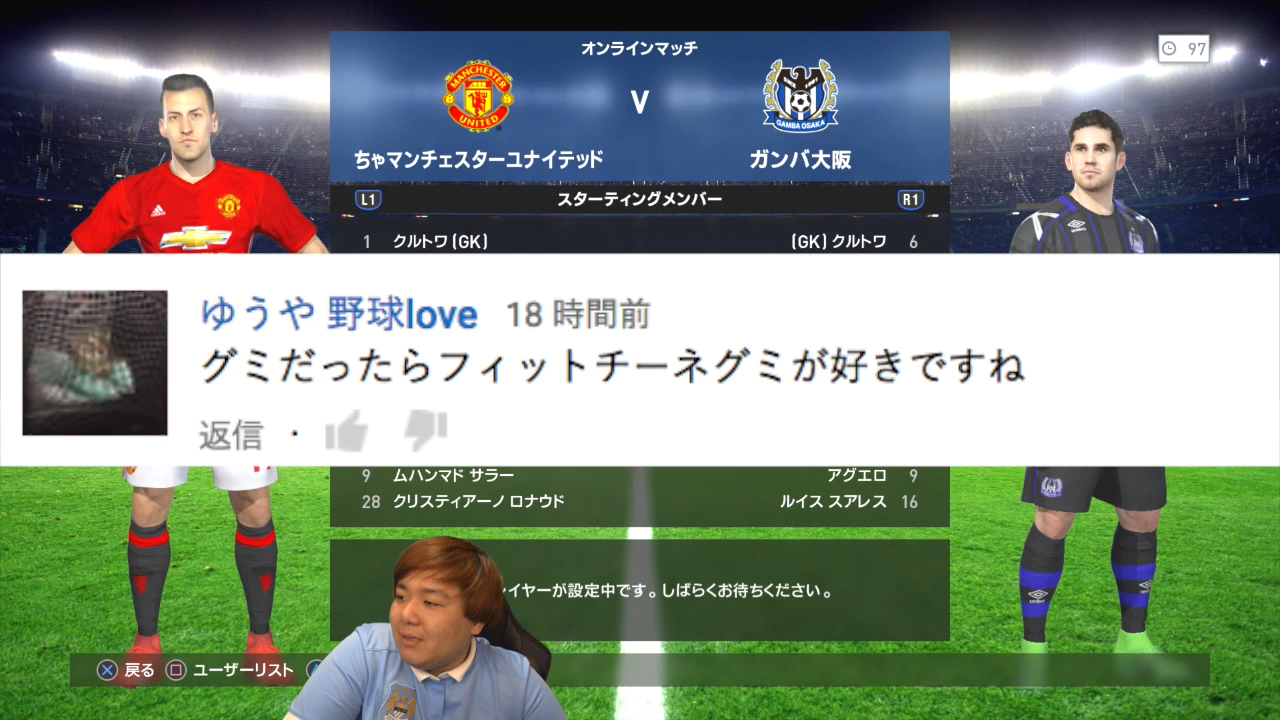 オンラインマッチ
97
MANCHESTER
UNITED
V
GAMBA OSAKA
ちゃマンチェスターユナイテッド
ガンバ大阪
L1
スターティングメンバー
R1
adidas
CHEVROLET
umbro
1 クルトワ (GK)
(GK) クルトワ 6
ゆうや 野球love 18 時間前
グミだったらフィットチーネグミが好きですね
返信 ・
9 ムハンマド サラー
アグエロ 9
28 クリスティアーノ ロナウド
ルイス スアレス 16
レイヤーが設定中です。しばらくお待ちください。
戻る
ユーザーリスト